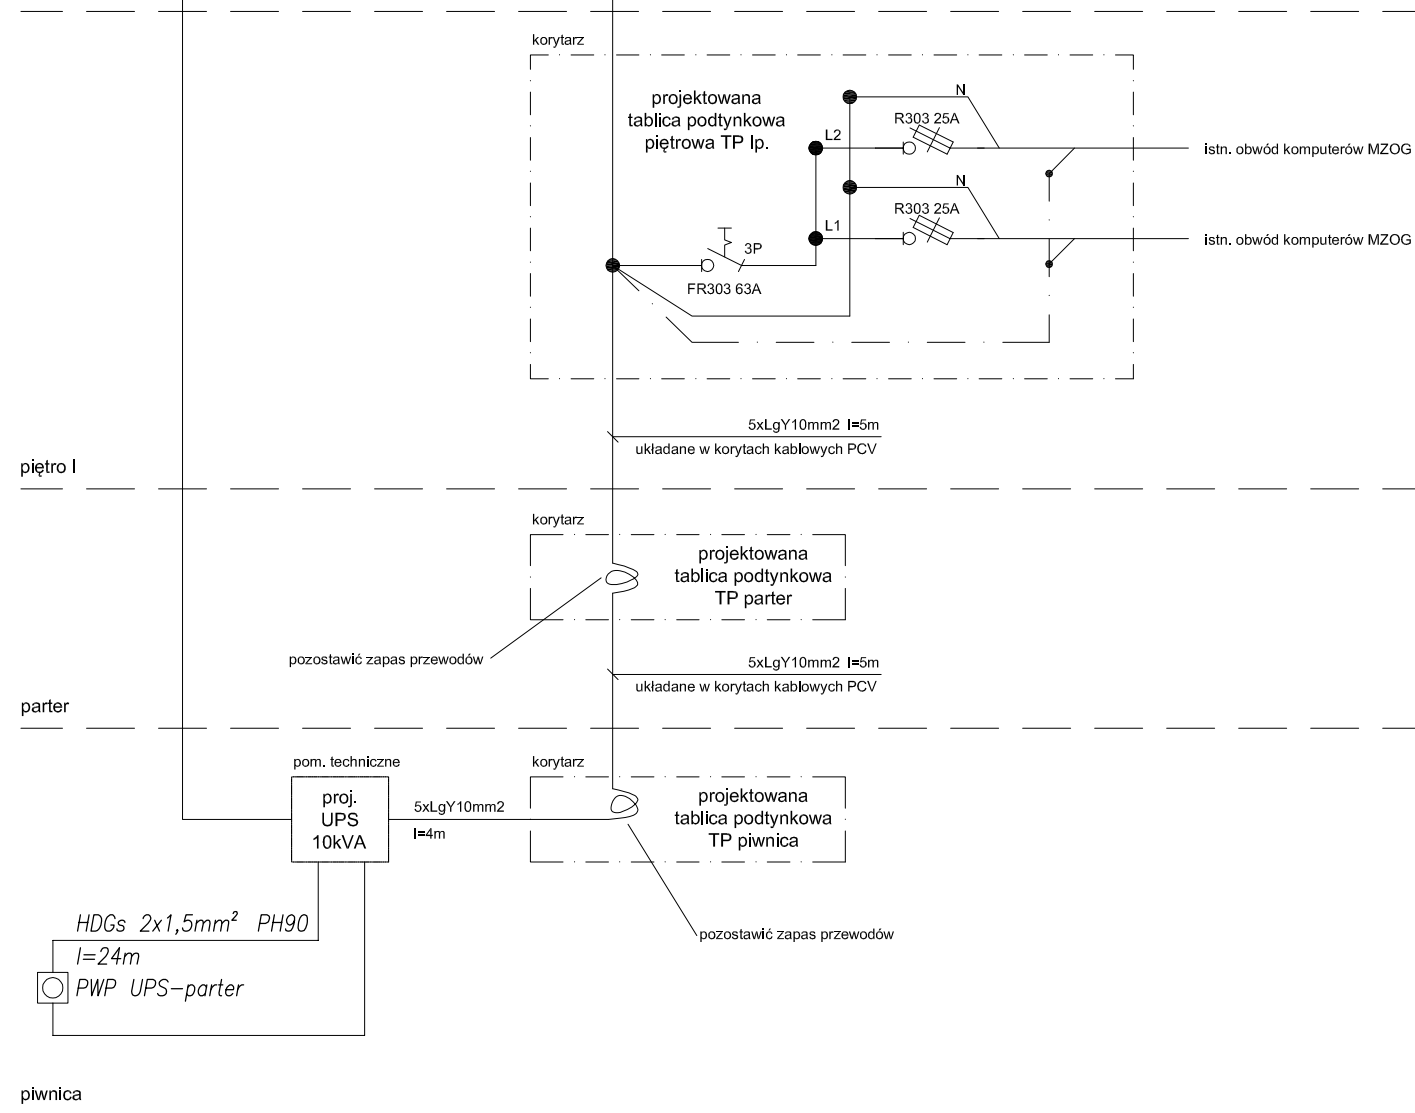 korytarz
projektowana
tablica podtynkowa
piętrowa TP Ip.
N
R303 25A
L2
istn. obwód komputerów MZOG
N
R303 25A
L1
istn. obwód komputerów MZOG
3P
FR303 63A
5xLgY10mm2 l=5m
układane w korytach kablowych PCV
piętro I
korytarz
projektowana
tablica podtynkowa
TP parter
pozostawić zapas przewodów
5xLgY10mm2 l=5m
układane w korytach kablowych PCV
parter
pom. techniczne
korytarz
proj.
UPS
10kVA
5xLgY10mm2
l=4m
projektowana
tablica podtynkowa
TP piwnica
HDGs 2x1,5mm² PH90
l=24m
PWP UPS-parter
pozostawić zapas przewodów
piwnica